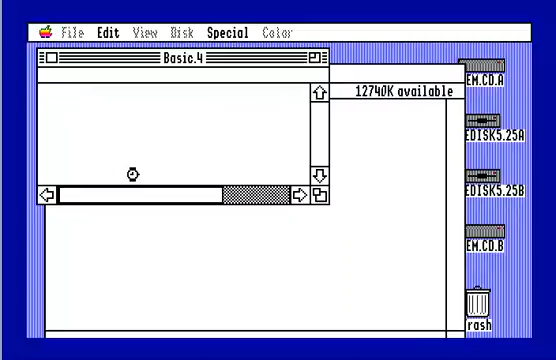 File Edit View Disk Special Color
Basic.4
12740K available
EM.CD.A
EDISK5.25A
EDISK5.25B
EM.CD.B
rash